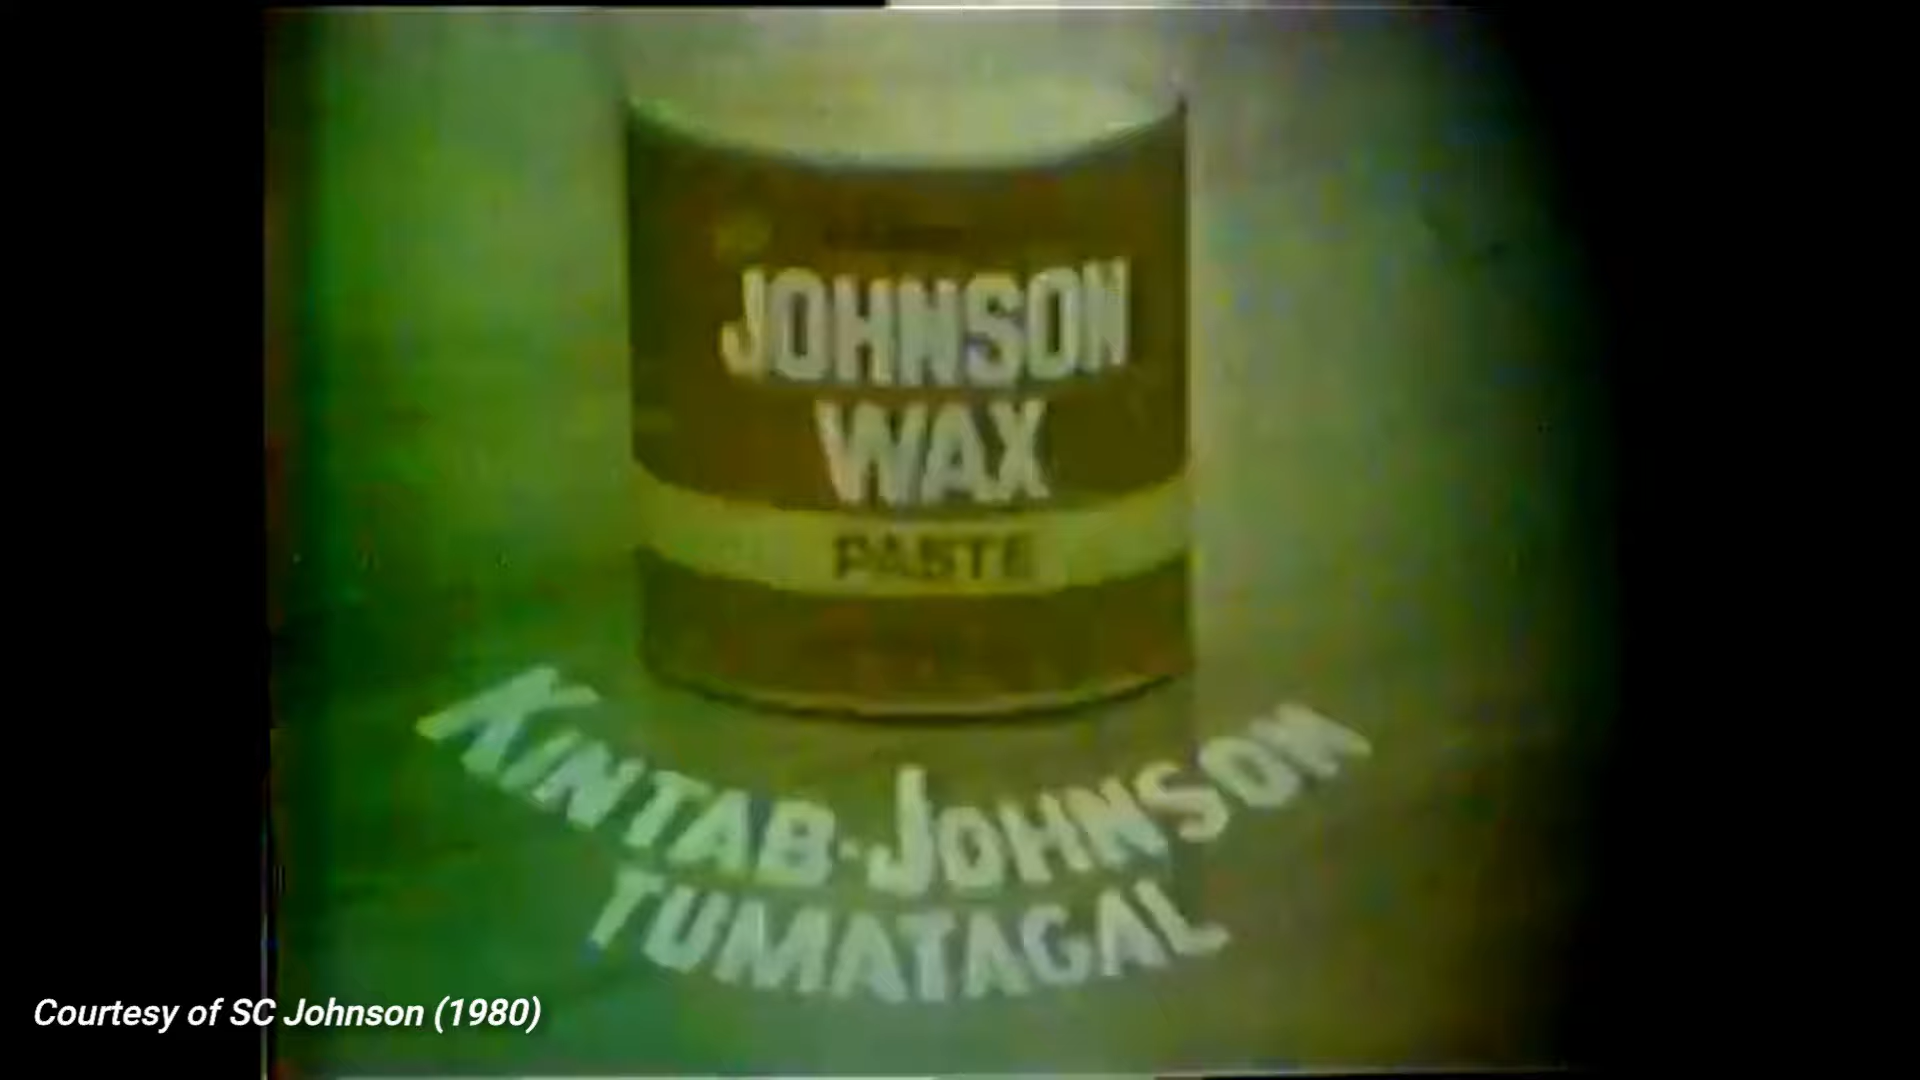 JOHNSON
WAX
PASTE
KINTAB-JOHNSON
TUMATAGAL
Courtesy of SC Johnson (1980)